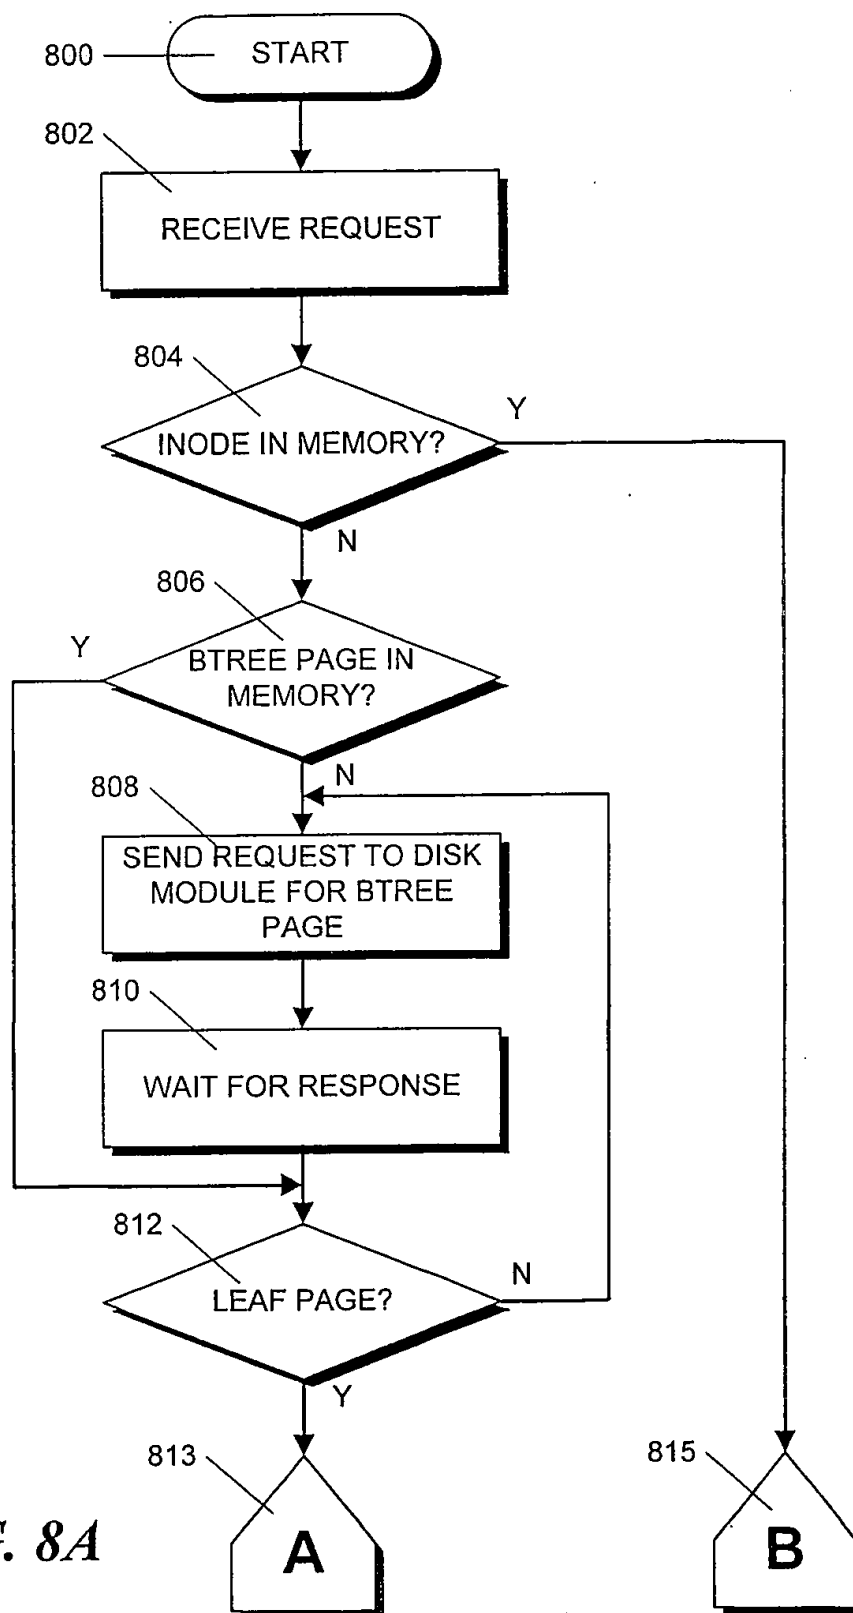 800
START
802
RECEIVE REQUEST
804
INODE IN MEMORY?
Y
N
806
Y
BTREE PAGE IN
MEMORY?
N
808
SEND REQUEST TO DISK
MODULE FOR BTREE
PAGE
810
WAIT FOR RESPONSE
812
LEAF PAGE?
N
Y
813
A
815
B
8A